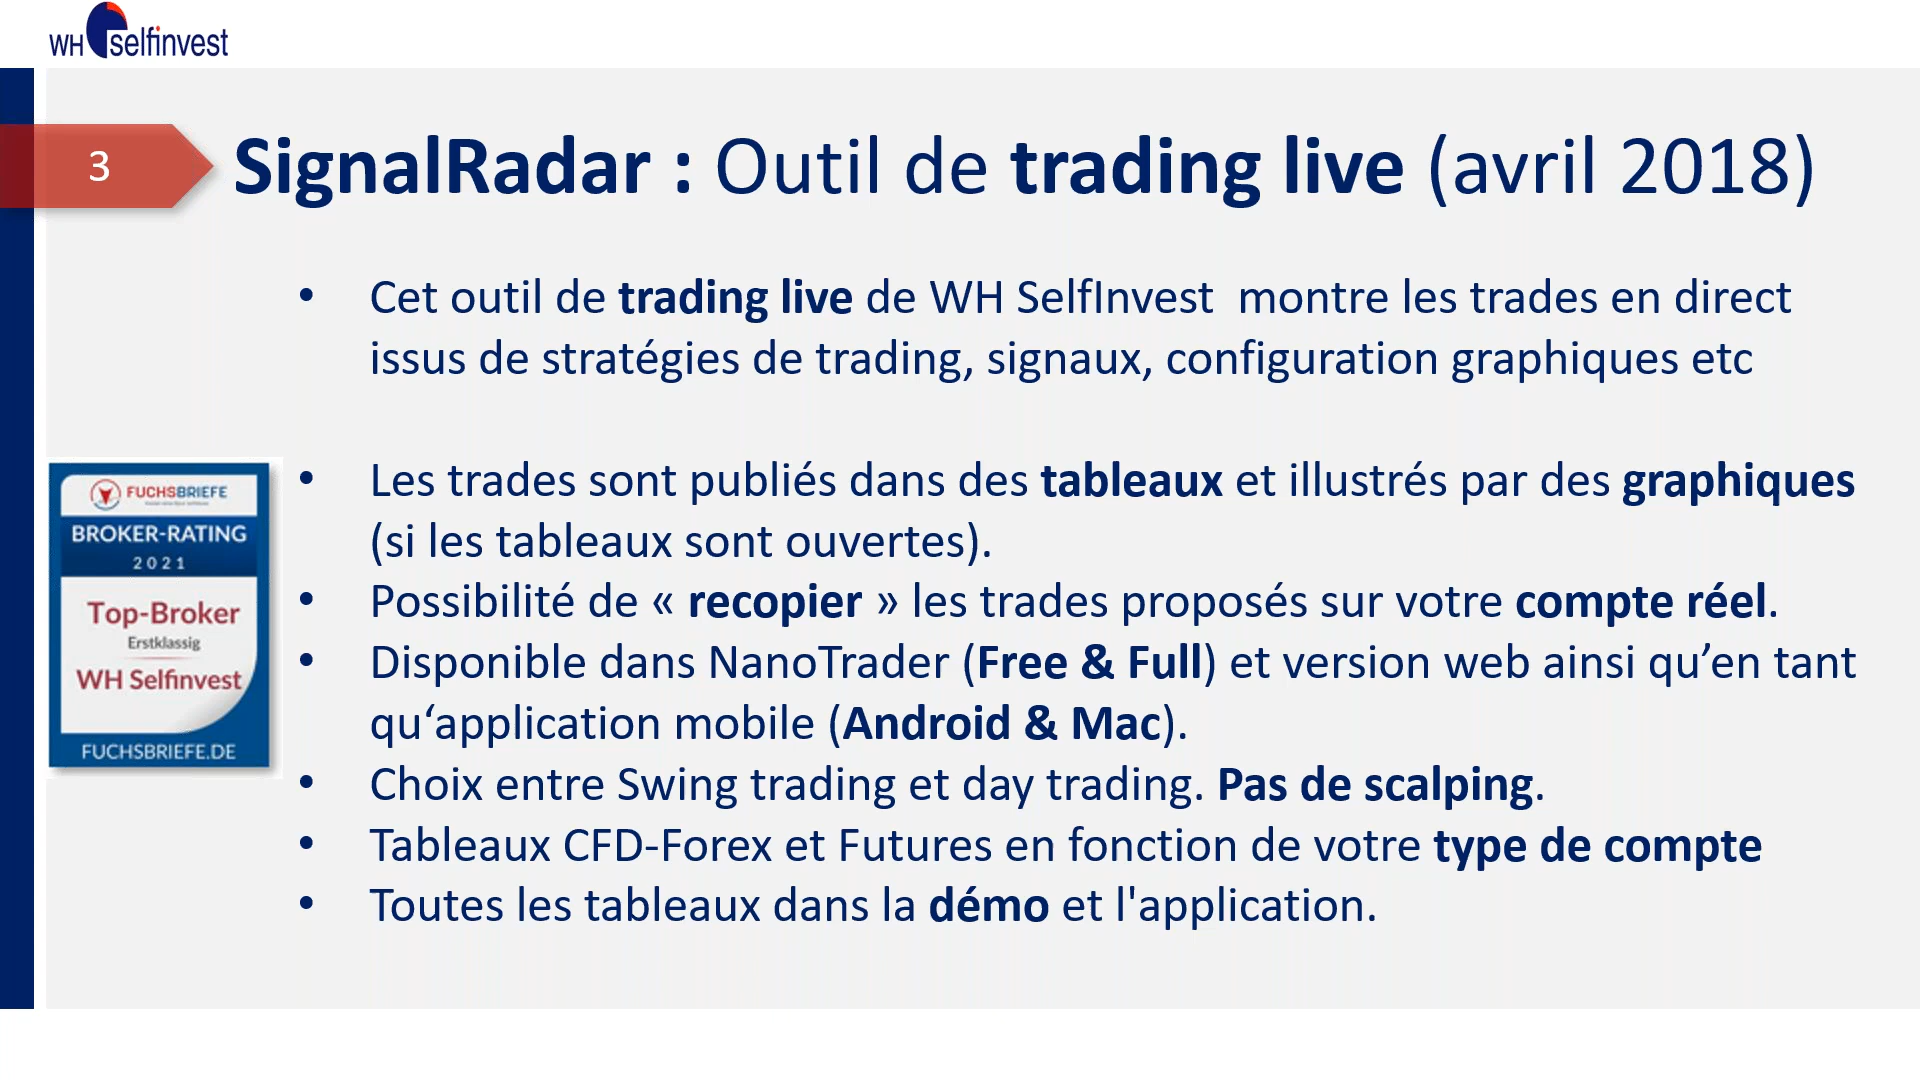 WH selfinvest
3
SignalRadar : Outil de trading live (avril 2018)
• Cet outil de trading live de WH SelfInvest  montre les trades en direct
issus de stratégies de trading, signaux, configuration graphiques etc
• Les trades sont publiés dans des tableaux et illustrés par des graphiques
(si les tableaux sont ouvertes).
• Possibilité de « recopier » les trades proposés sur votre compte réel.
• Disponible dans NanoTrader (Free & Full) et version web ainsi qu’en tant
qu‘application mobile (Android & Mac).
• Choix entre Swing trading et day trading. Pas de scalping.
• Tableaux CFD-Forex et Futures en fonction de votre type de compte
• Toutes les tableaux dans la démo et l'application.
FUCHSBRIEFE
BROKER-RATING
2021
Top-Broker
Erstklassig
WH Selfinvest
FUCHSBRIEFE.DE